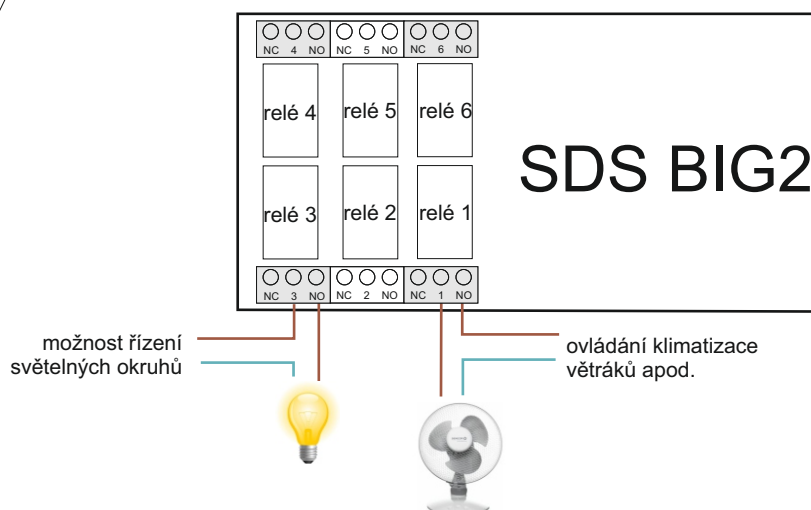 NC 4 NO NC 5 NO NC 6 NO
relé 4 relé 5 relé 6
SDS BIG2
relé 3 relé 2 relé 1
NC 3 NO NC 2 NO NC 1 NO
možnost řízení
světelných okruhů
ovládání klimatizace
větráků apod.